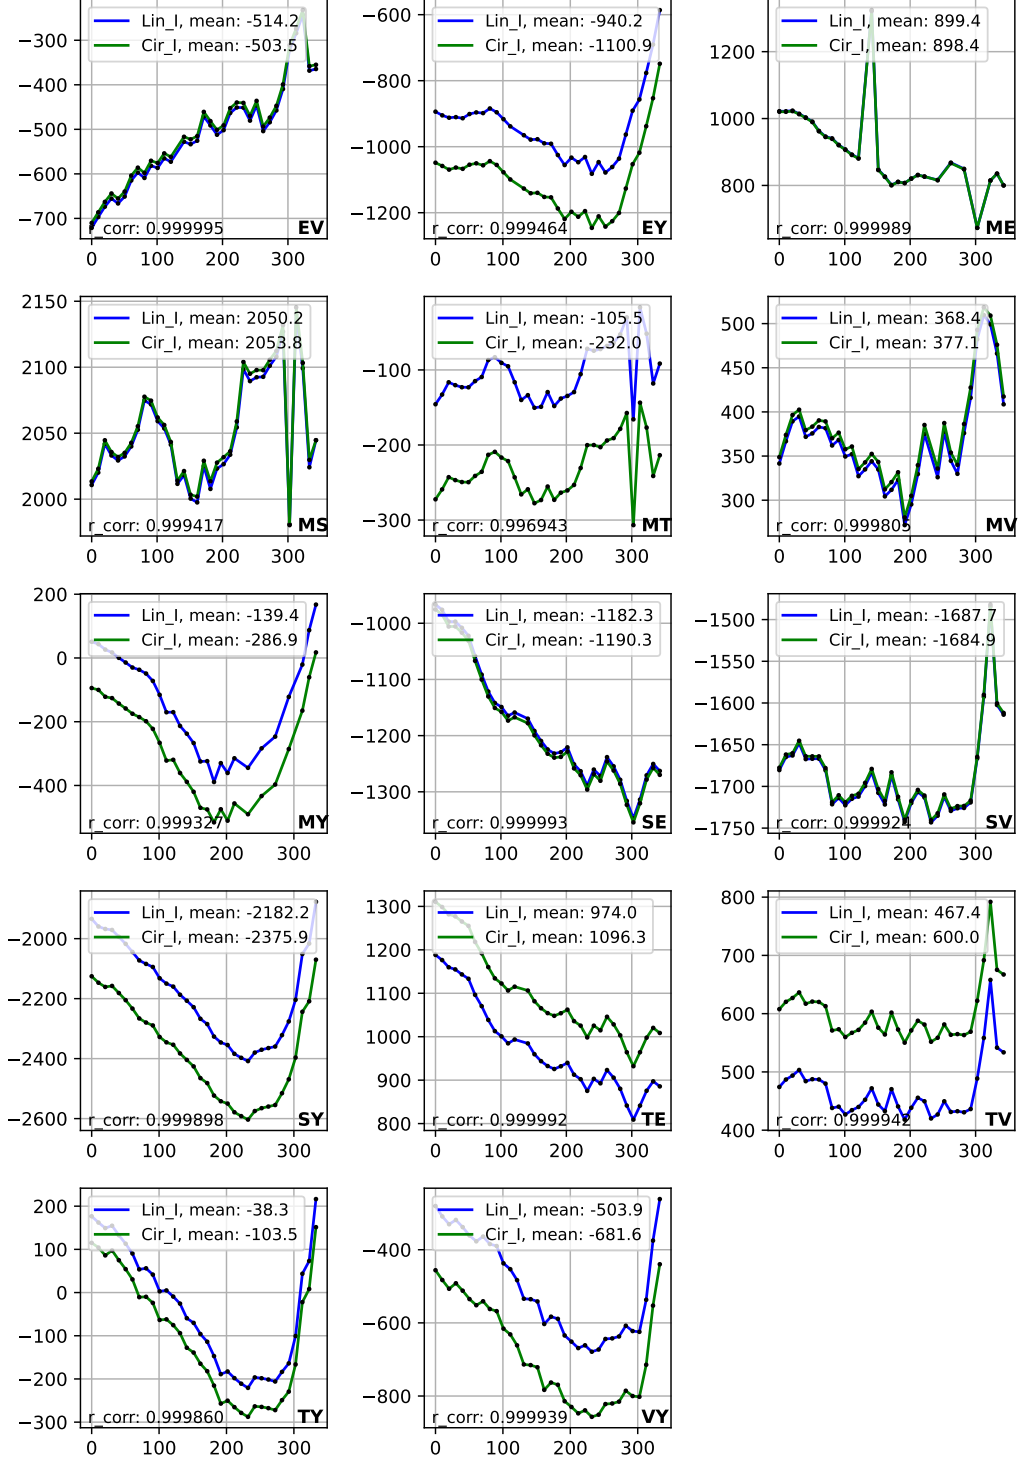 Lin_I, mean: -514.2
Cir_I, mean: -503.5
−300
−400
−500
−600
−700
r_corr: 0.999995
EV
0 100 200 300
Lin_I, mean: -940.2
Cir_I, mean: -1100.9
−600
−800
−1000
−1200
r_corr: 0.999464
EY
0 100 200 300
Lin_I, mean: 899.4
Cir_I, mean: 898.4
1200
1000
800
r_corr: 0.999989
ME
0 100 200 300
Lin_I, mean: 2050.2
Cir_I, mean: 2053.8
2150
2100
2050
2000
r_corr: 0.999417
MS
0 100 200 300
Lin_I, mean: -105.5
Cir_I, mean: -232.0
−100
−200
−300
r_corr: 0.996943
MT
0 100 200 300
Lin_I, mean: 368.4
Cir_I, mean: 377.1
500
450
400
350
300
r_corr: 0.999805
MV
0 100 200 300
Lin_I, mean: -139.4
Cir_I, mean: -286.9
200
0
−200
−400
r_corr: 0.999327
MY
0 100 200 300
Lin_I, mean: -1182.3
Cir_I, mean: -1190.3
−1000
−1100
−1200
−1300
r_corr: 0.999993
SE
0 100 200 300
Lin_I, mean: -1687.7
Cir_I, mean: -1684.9
−1500
−1550
−1600
−1650
−1700
−1750
r_corr: 0.999924
SV
0 100 200 300
Lin_I, mean: -2182.2
Cir_I, mean: -2375.9
−2000
−2200
−2400
−2600
r_corr: 0.999898
SY
0 100 200 300
Lin_I, mean: 974.0
Cir_I, mean: 1096.3
1300
1200
1100
1000
900
800
r_corr: 0.999992
TE
0 100 200 300
Lin_I, mean: 467.4
Cir_I, mean: 600.0
800
700
600
500
400
r_corr: 0.999942
TV
0 100 200 300
Lin_I, mean: -38.3
Cir_I, mean: -103.5
200
100
0
−100
−200
−300
r_corr: 0.999860
TY
0 100 200 300
Lin_I, mean: -503.9
Cir_I, mean: -681.6
−400
−600
−800
r_corr: 0.999939
VY
0 100 200 300